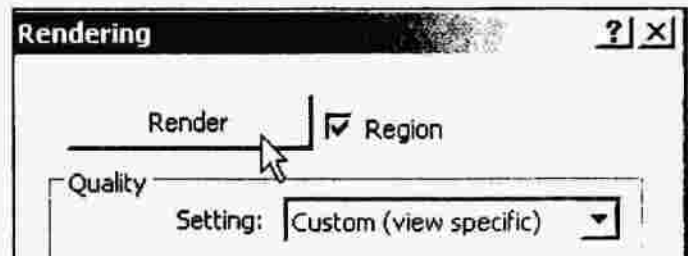 Rendering
Render
Region
Quality
Setting: Custom (view specific)